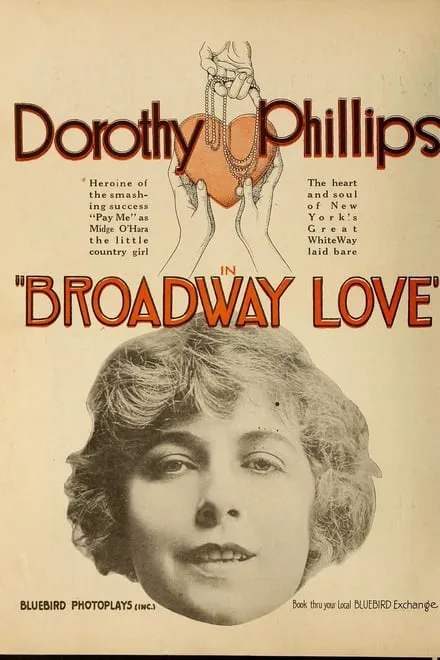 Dorothy Phillips
Heroine of
the smash-
ing success
"Pay Me" as
Midge O'Hara
the little
country girl
The heart
and soul
of New
York's
Great
WhiteWay
laid bare
IN
"BROADWAY LOVE"
BLUEBIRD PHOTOPLAYS (INC.)
Book thru your Local BLUEBIRD Exchange